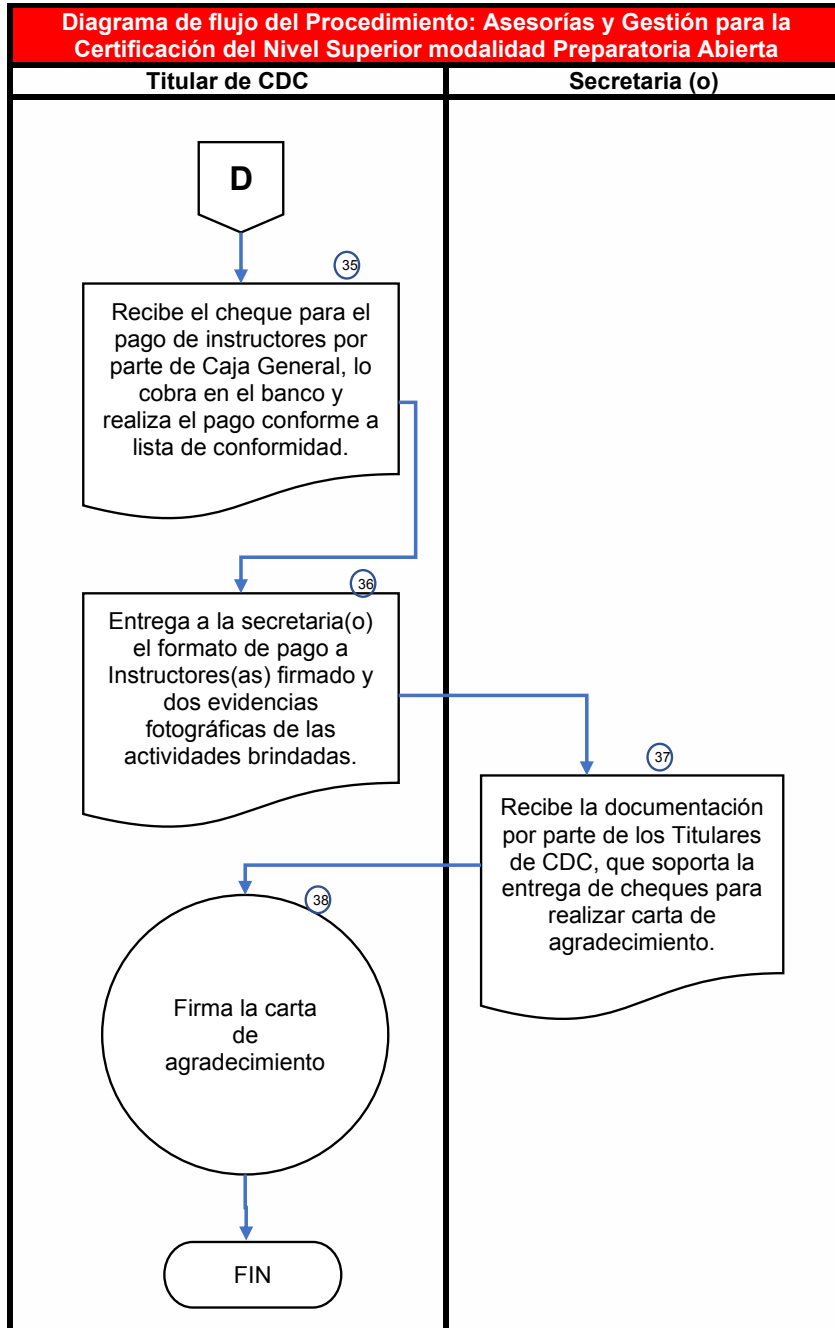 Diagrama de flujo del Procedimiento: Asesorías y Gestión para la
Certificación del Nivel Superior modalidad Preparatoria Abierta
Titular de CDC
Secretaria (o)
D
35
Recibe el cheque para el
pago de instructores por
parte de Caja General, lo
cobra en el banco y
realiza el pago conforme a
lista de conformidad.
36
Entrega a la secretaria(o)
el formato de pago a
Instructores(as) firmado y
dos evidencias
fotográficas de las
actividades brindadas.
37
Recibe la documentación
por parte de los Titulares
de CDC, que soporta la
entrega de cheques para
realizar carta de
agradecimiento.
38
Firma la carta
de
agradecimiento
FIN